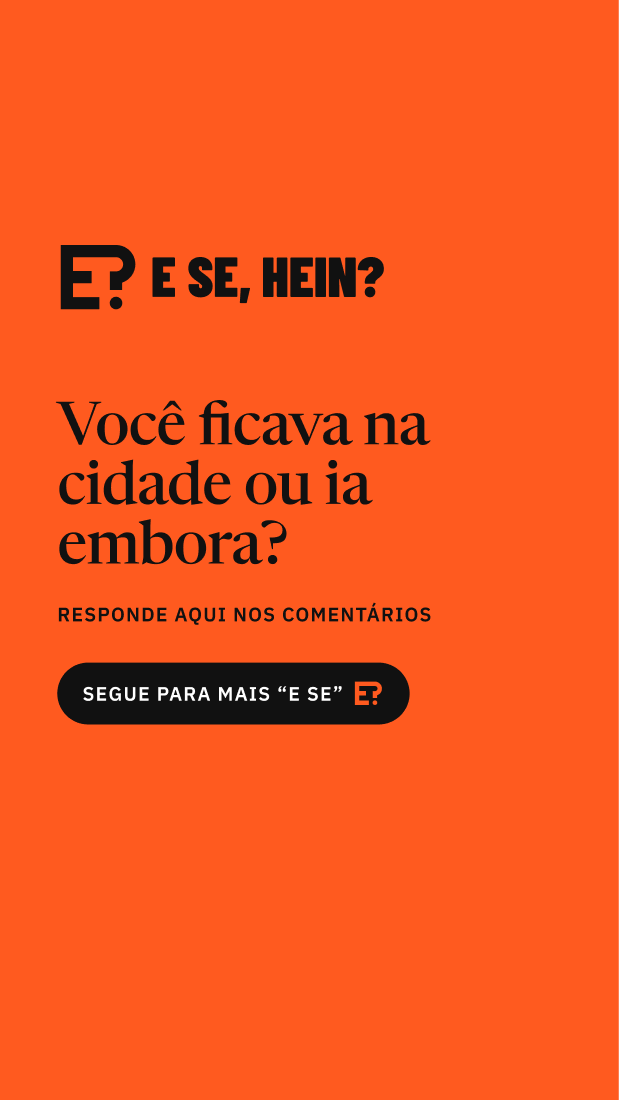 E? E SE, HEIN?
Você ficava na
cidade ou ia
embora?
RESPONDE AQUI NOS COMENTÁRIOS
SEGUE PARA MAIS “E SE” E?